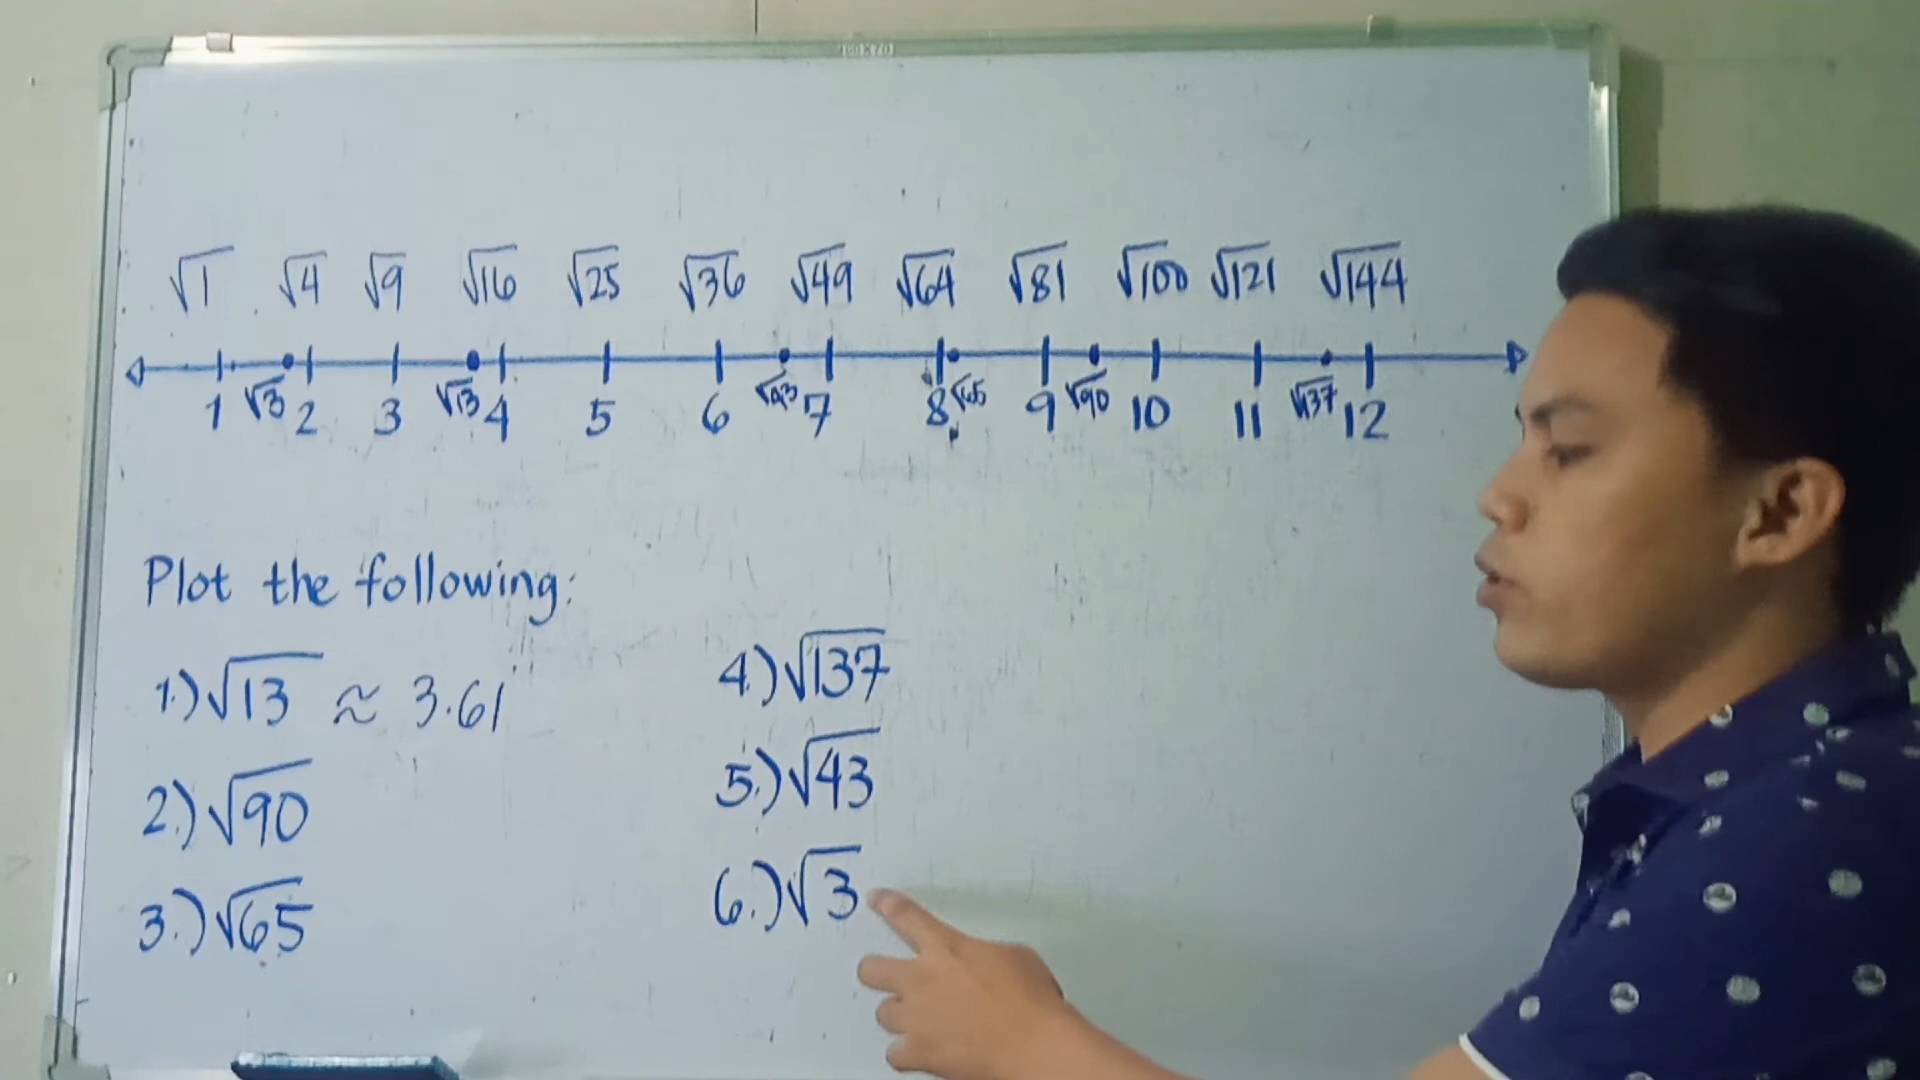 √1 √4 √9 √16 √25 √36 √49 √64 √81 √100 √121 √144
√3 √13 √43 √65 √90 √137
1 2 3 4 5 6 7 8 9 10 11 12
Plot the following:
1.) √13 ≈ 3.61
2.) √90
3.) √65
4.) √137
5.) √43
6.) √3